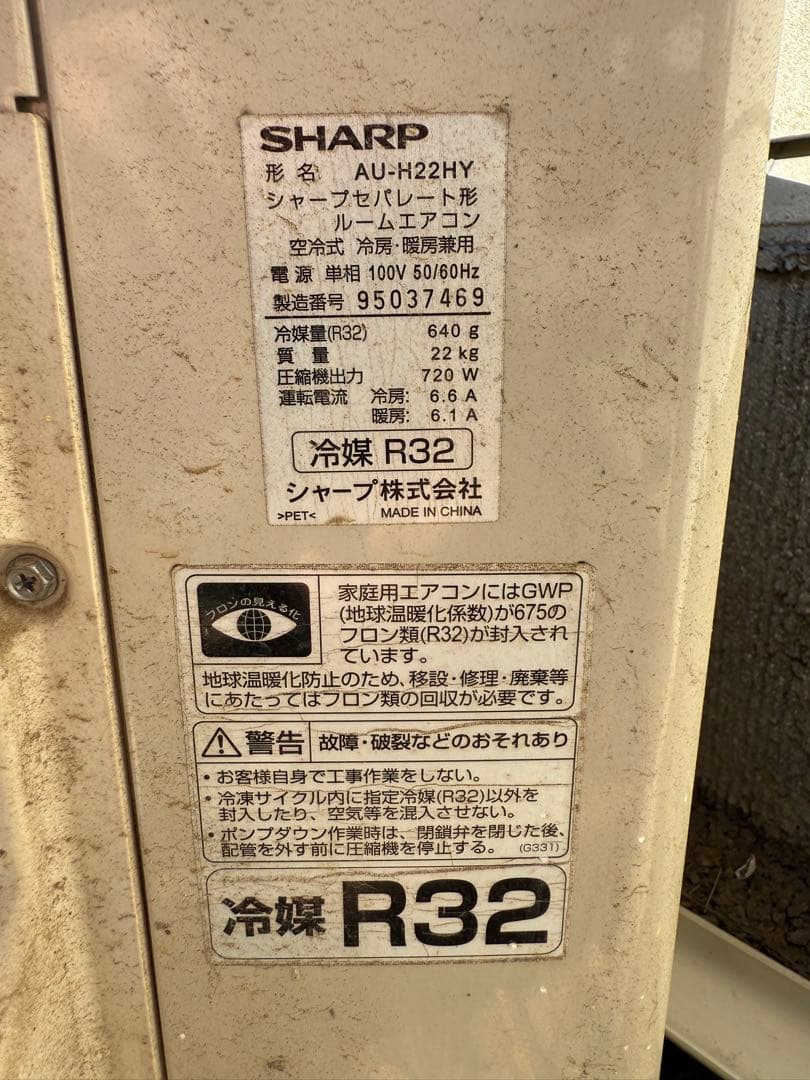 SHARP
形名 AU-H22HY
シャープセパレート形
ルームエアコン
空冷式 冷房・暖房兼用
電源 単相 100V 50/60Hz
製造番号 95037469
冷媒量(R32) 640 g
質量 22 kg
圧縮機出力 720 W
運転電流 冷房: 6.6 A
暖房: 6.1 A
冷媒 R32
シャープ株式会社
>PET< MADE IN CHINA
フロンの見える化
家庭用エアコンにはGWP
(地球温暖化係数)が675の
フロン類(R32)が封入され
ています。
地球温暖化防止のため、移設・修理・廃棄等
にあたってはフロン類の回収が必要です。
警告 故障・破裂などのおそれあり
・お客様自身で工事作業をしない。
・冷凍サイクル内に指定冷媒(R32)以外を
封入したり、空気等を混入させない。
・ポンプダウン作業時は、閉鎖弁を閉じた後、
配管を外す前に圧縮機を停止する。 (G331)
冷媒 R32